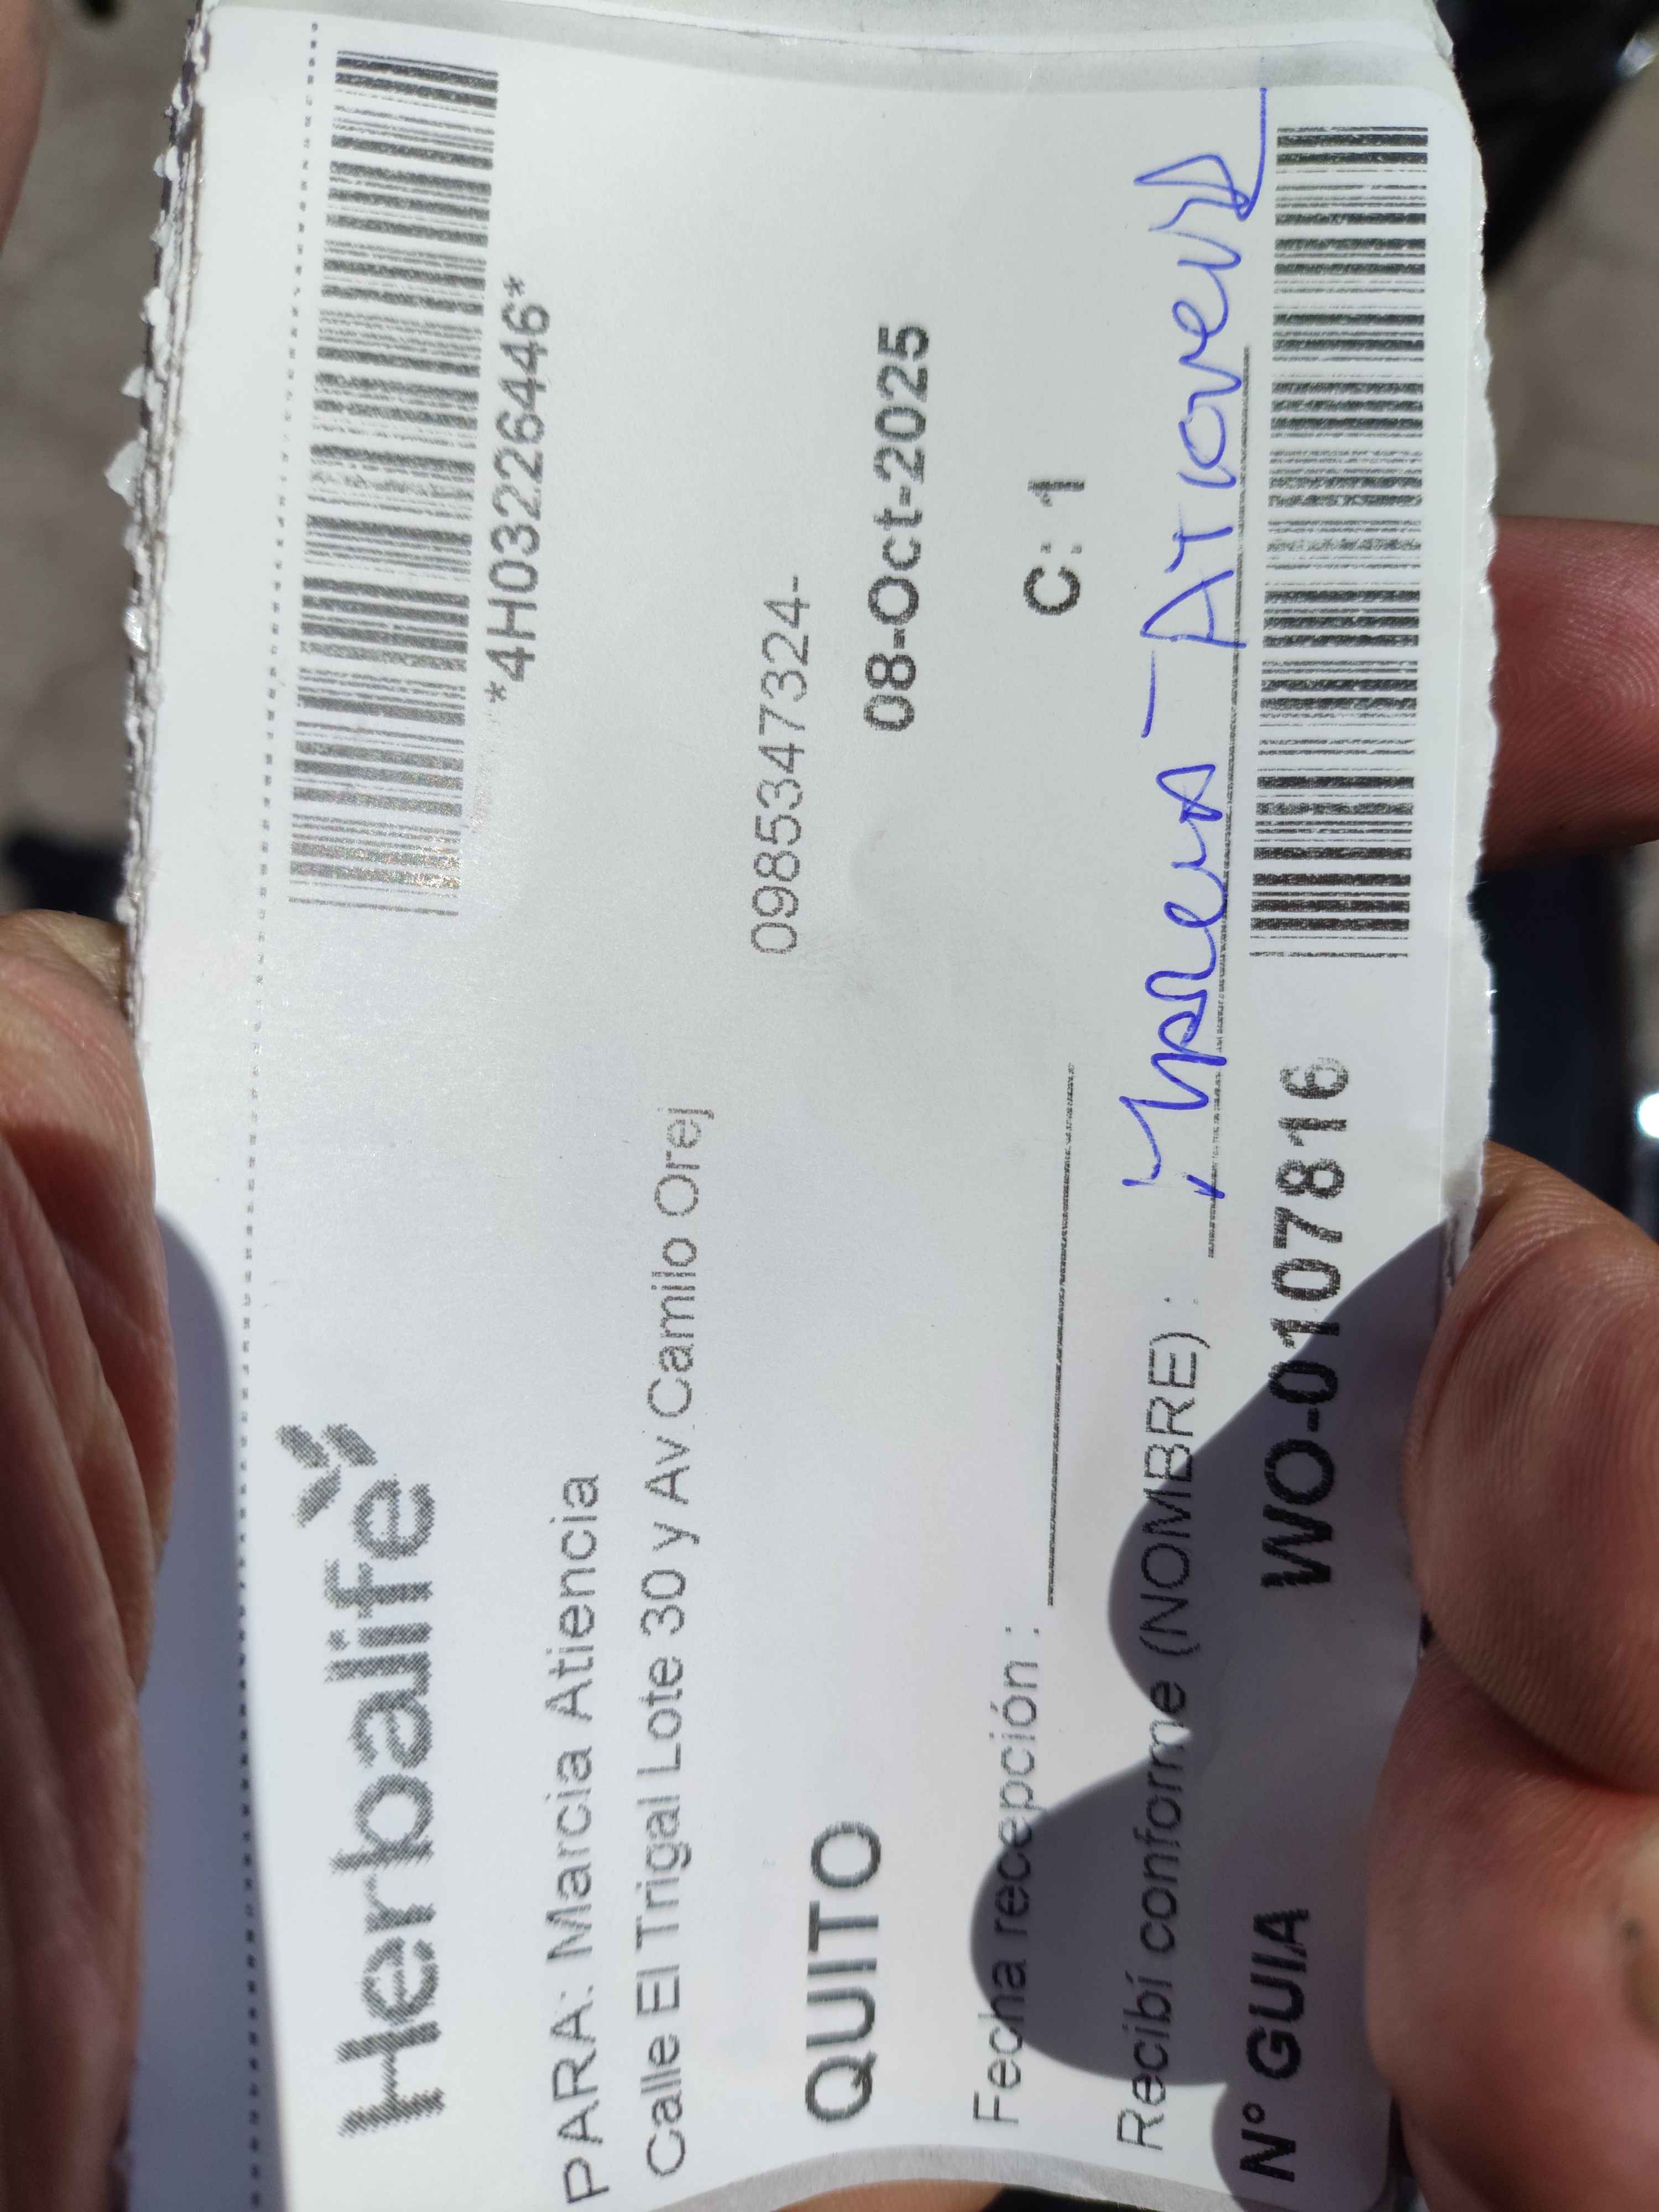 Herbalife
*4H03226446*
PARA: Marcia Atiencia
Calle El Trigal Lote 30 y Av Camilo Orej
0985347324-
QUITO
08-Oct-2025
Fecha recepción :
C: 1
Recibí conforme (NOMBRE) :
N° GUIA WO-0107816